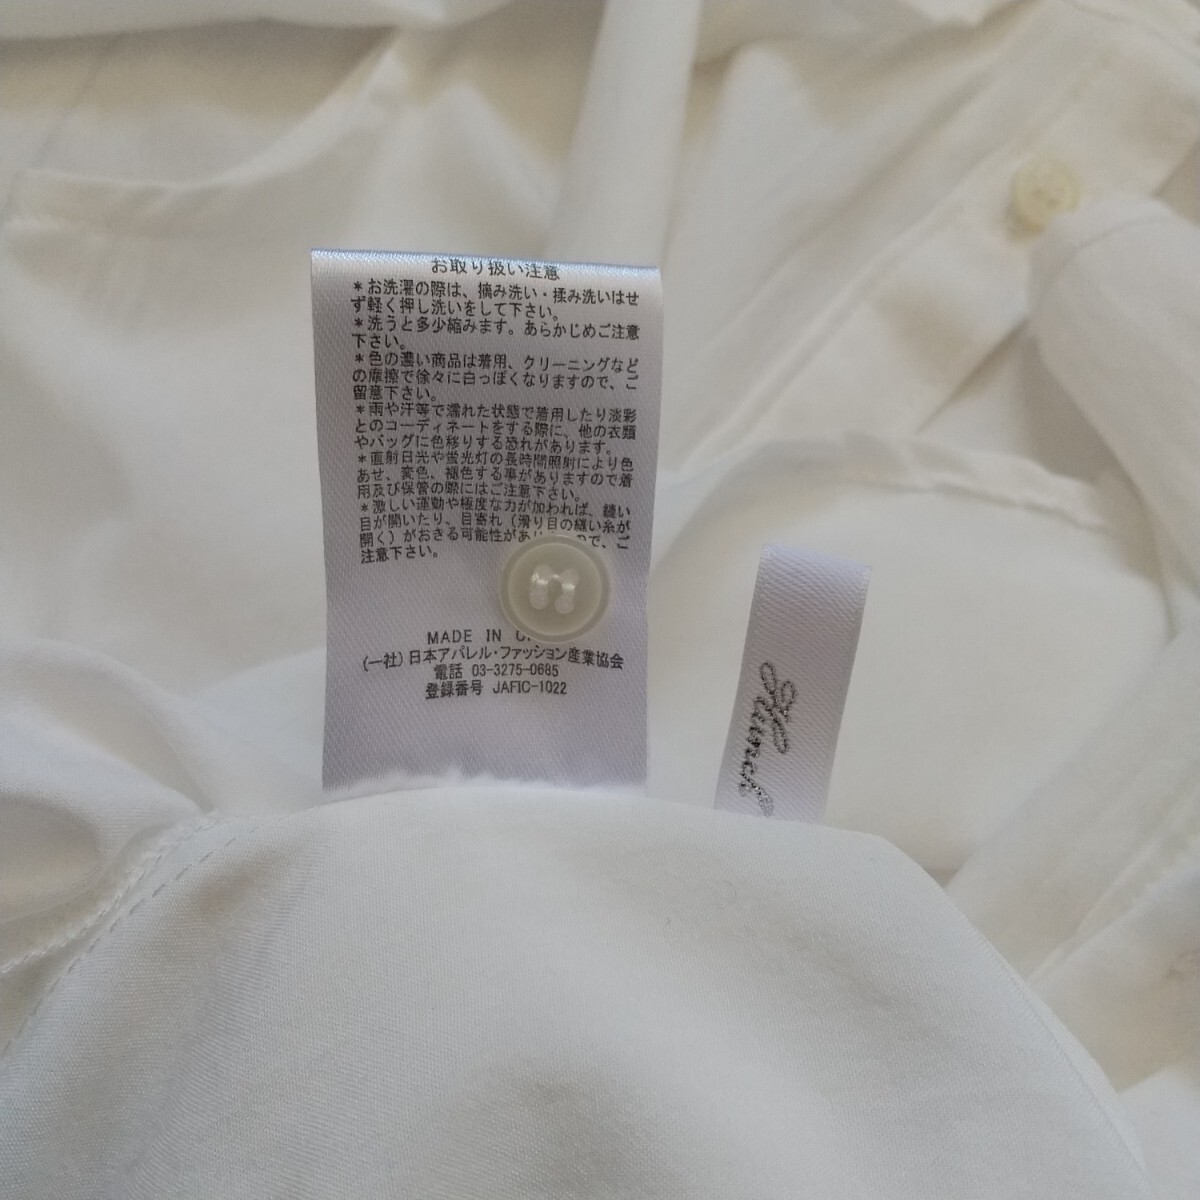 お取り扱い注意
*お洗濯の際は、摘み洗い・揉み洗いはせ
ず軽く押し洗いをして下さい。
*洗うと多少縮みます。あらかじめご注意
下さい。
*色の濃い商品は着用、クリーニングなど
の摩擦で徐々に白っぽくなりますので、ご
留意下さい。
*雨や汗等で濡れた状態で着用したり淡彩
とのコーディネートをする際に、他の衣類
やバッグに色移りする恐れがあります。
*直射日光や蛍光灯の長時間照射により色
あせ、変色、褪色する事がありますので着
用及び保管の際にはご注意下さい。
*激しい運動や極度な力が加われば、縫い
目が開いたり、目寄れ(滑り目の縫い糸が
開く)がおきる可能性がありますので、ご
注意下さい。
MADE IN
(一社)日本アパレル・ファッション産業協会
電話 03-3275-0685
登録番号 JAFIC-1022
Hunch